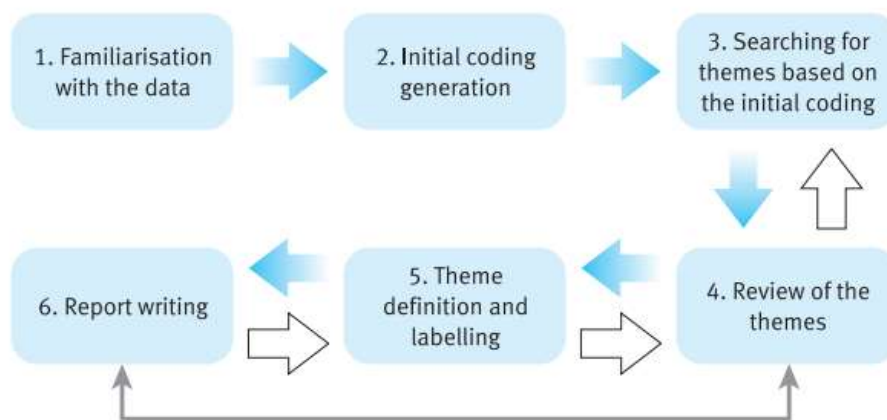 1. Familiarisation
with the data
2. Initial coding
generation
3. Searching for
themes based on
the initial coding
4. Review of the
themes
5. Theme
definition and
labelling
6. Report writing